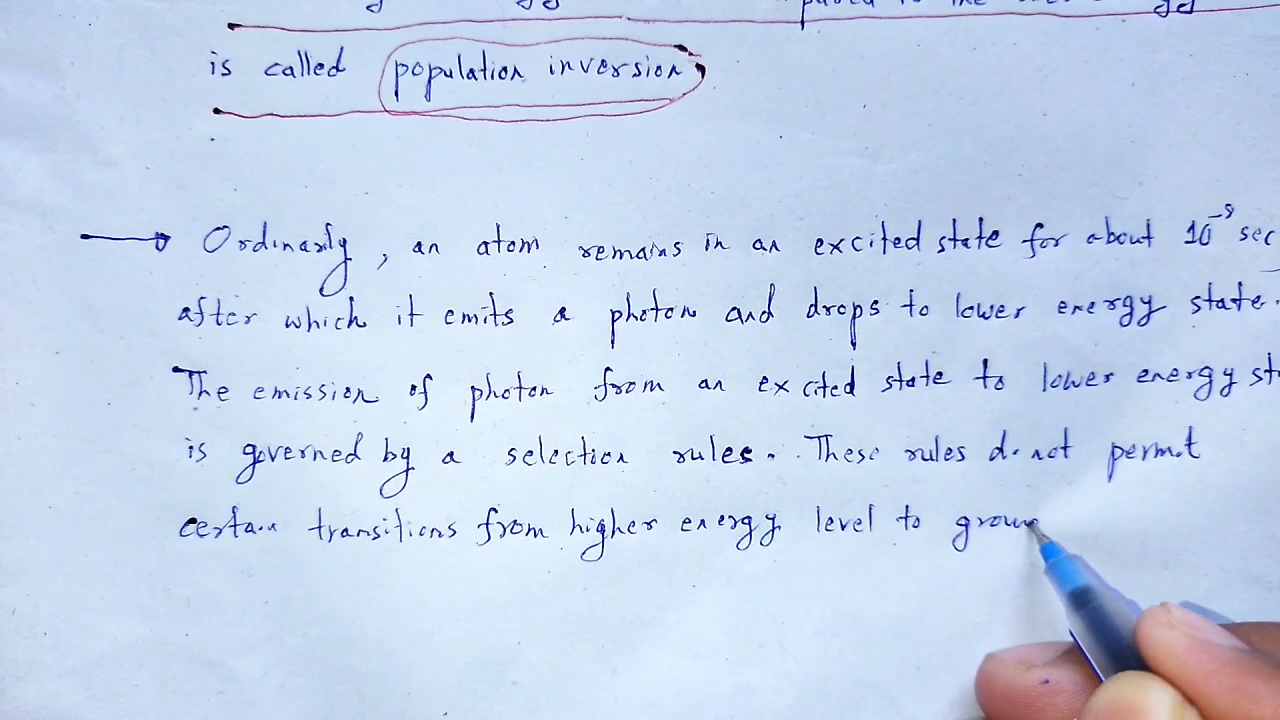 is called population inversion
→ Ordinarily, an atom remains in an excited state for about 10⁻⁸ sec
after which it emits a photon and drops to lower energy state.
The emission of photon from an excited state to lower energy st
is governed by a selection rules. These rules do not permit
certain transitions from higher energy level to groun